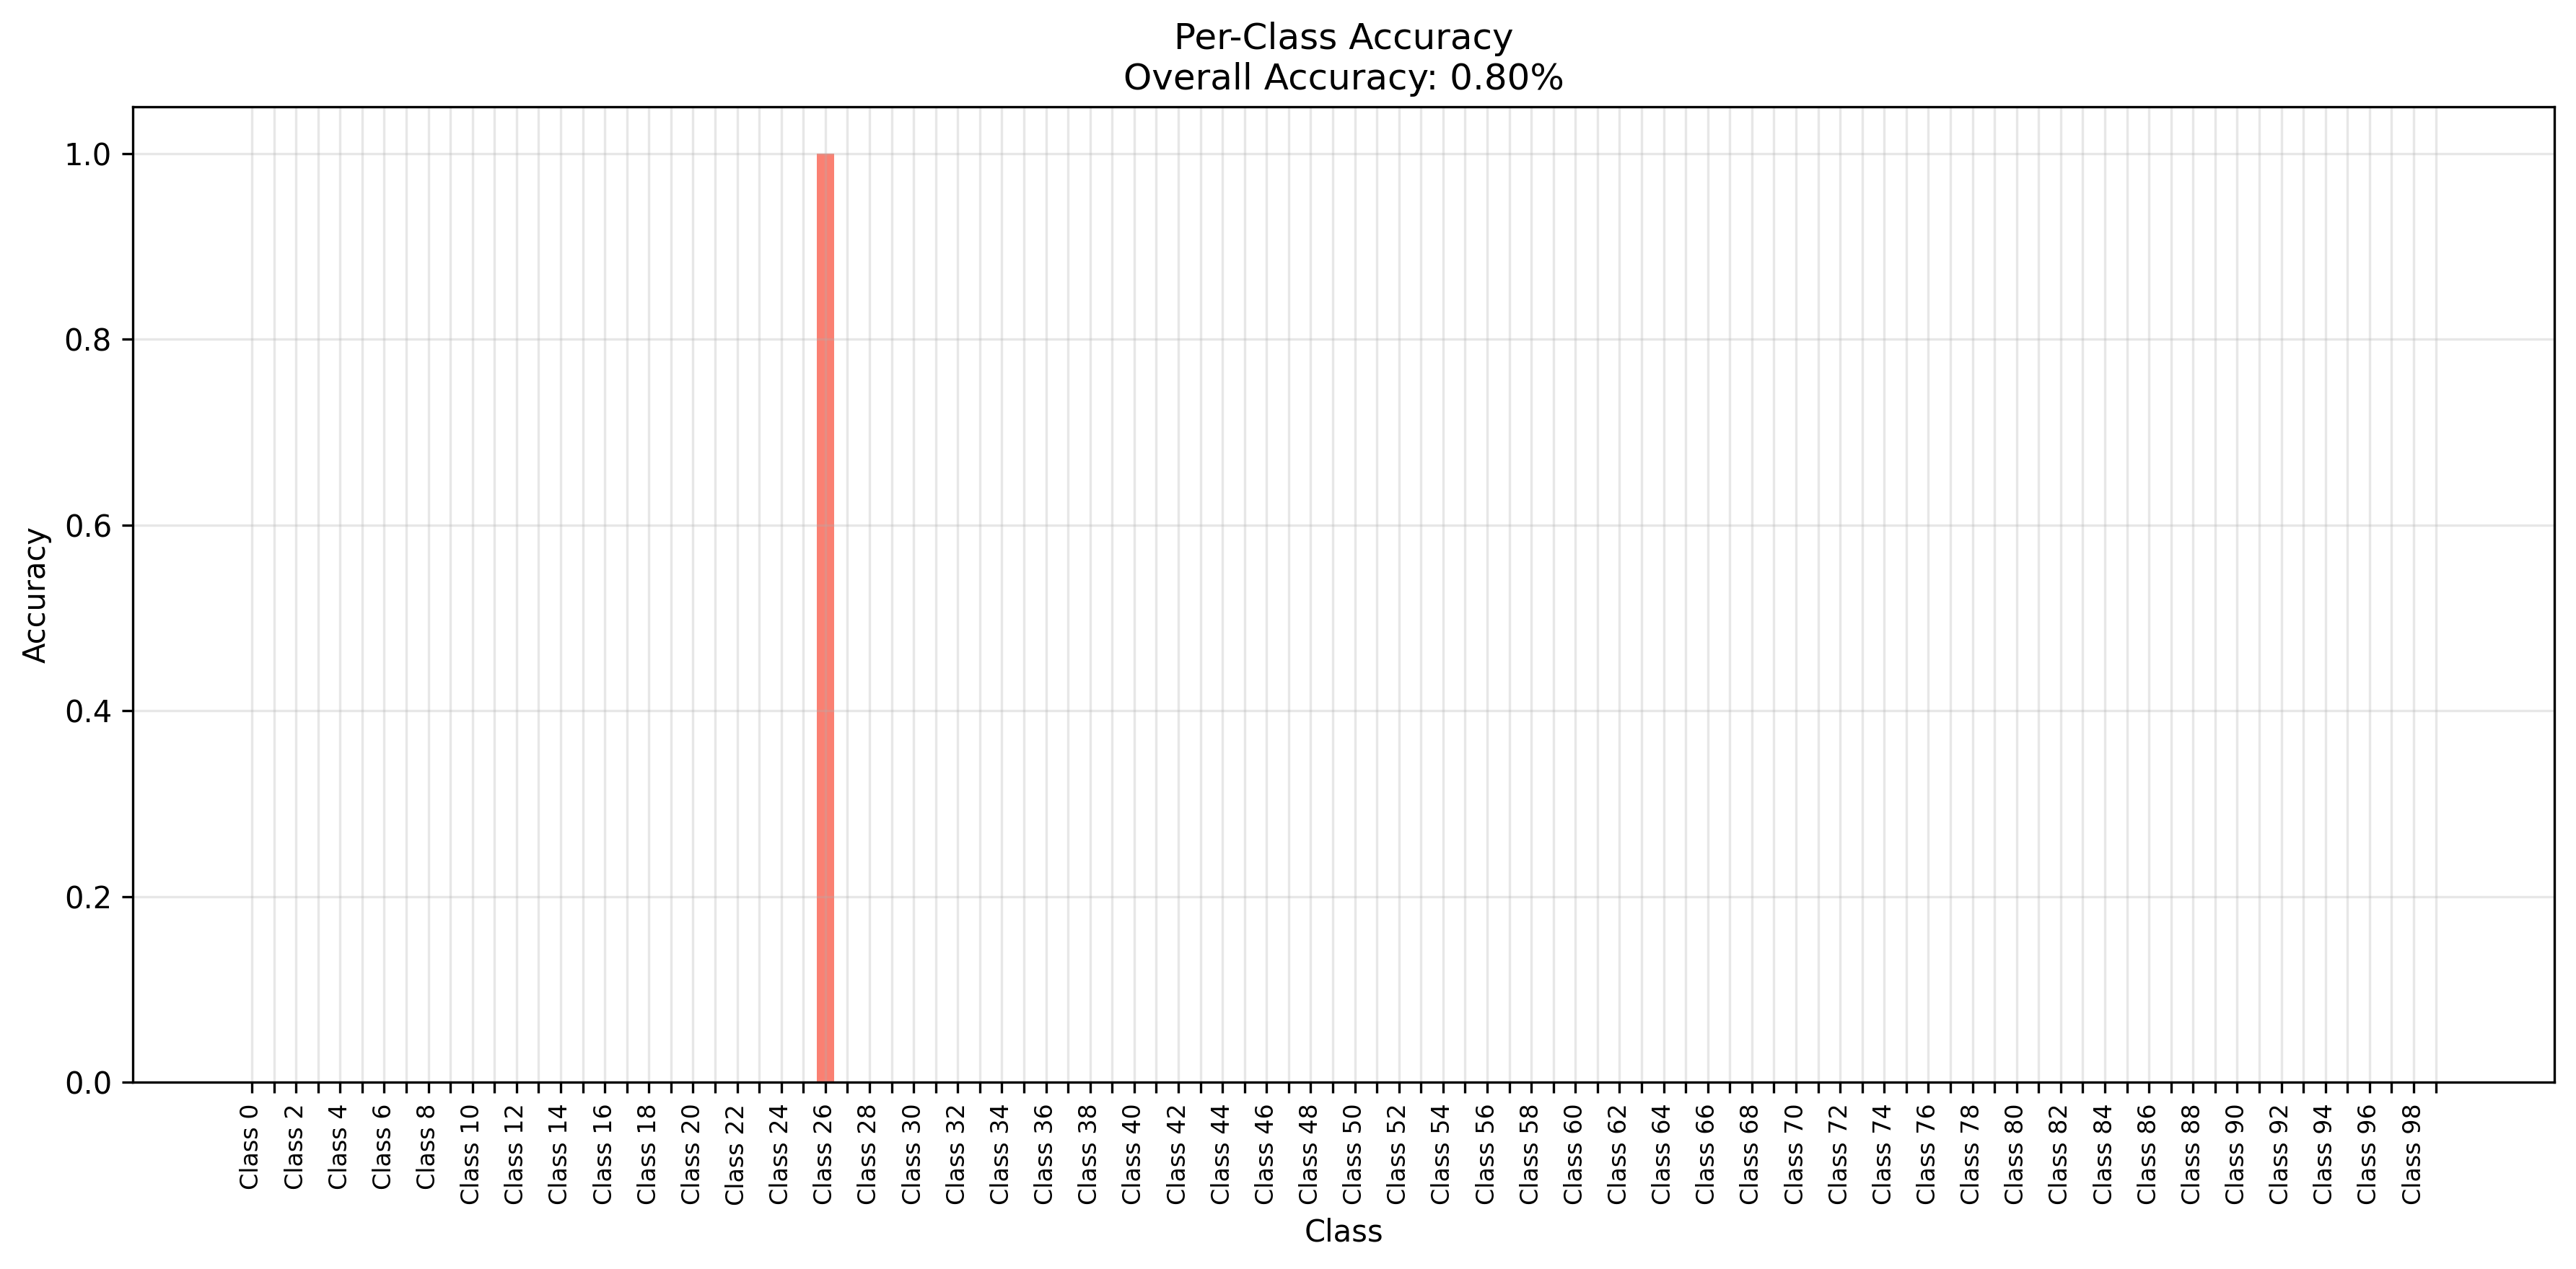 Per-Class Accuracy
Overall Accuracy: 0.80%
Accuracy
1.0
0.8
0.6
0.4
0.2
0.0
Class 0
Class 2
Class 4
Class 6
Class 8
Class 10
Class 12
Class 14
Class 16
Class 18
Class 20
Class 22
Class 24
Class 26
Class 28
Class 30
Class 32
Class 34
Class 36
Class 38
Class 40
Class 42
Class 44
Class 46
Class 48
Class 50
Class 52
Class 54
Class 56
Class 58
Class 60
Class 62
Class 64
Class 66
Class 68
Class 70
Class 72
Class 74
Class 76
Class 78
Class 80
Class 82
Class 84
Class 86
Class 88
Class 90
Class 92
Class 94
Class 96
Class 98
Class